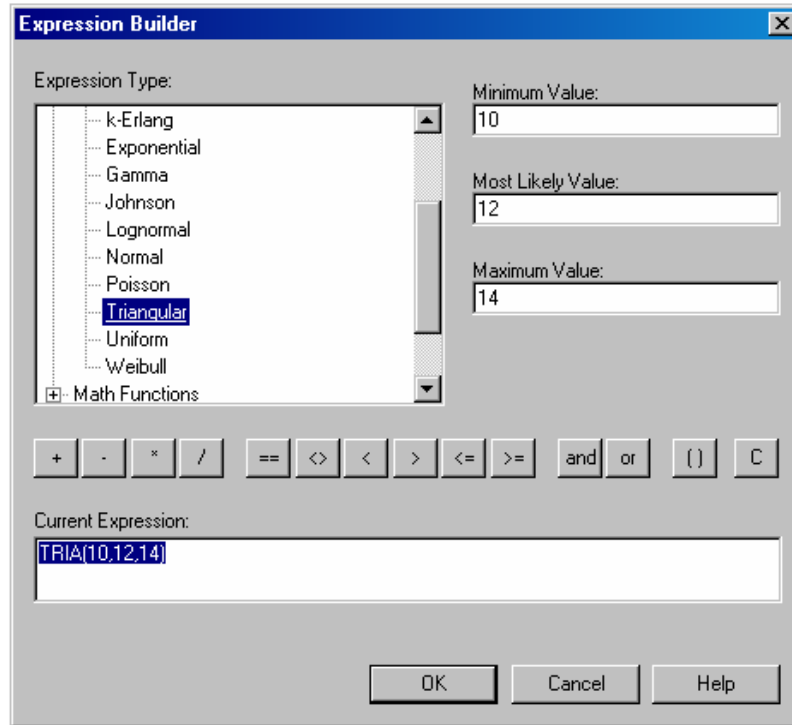 Expression Builder
Expression Type:
k-Erlang
Exponential
Gamma
Johnson
Lognormal
Normal
Poisson
Triangular
Uniform
Weibull
Math Functions
Minimum Value:
10
Most Likely Value:
12
Maximum Value:
14
+ - * / == <> < > <= >= and or () C
Current Expression:
TRIA(10,12,14)
OK Cancel Help